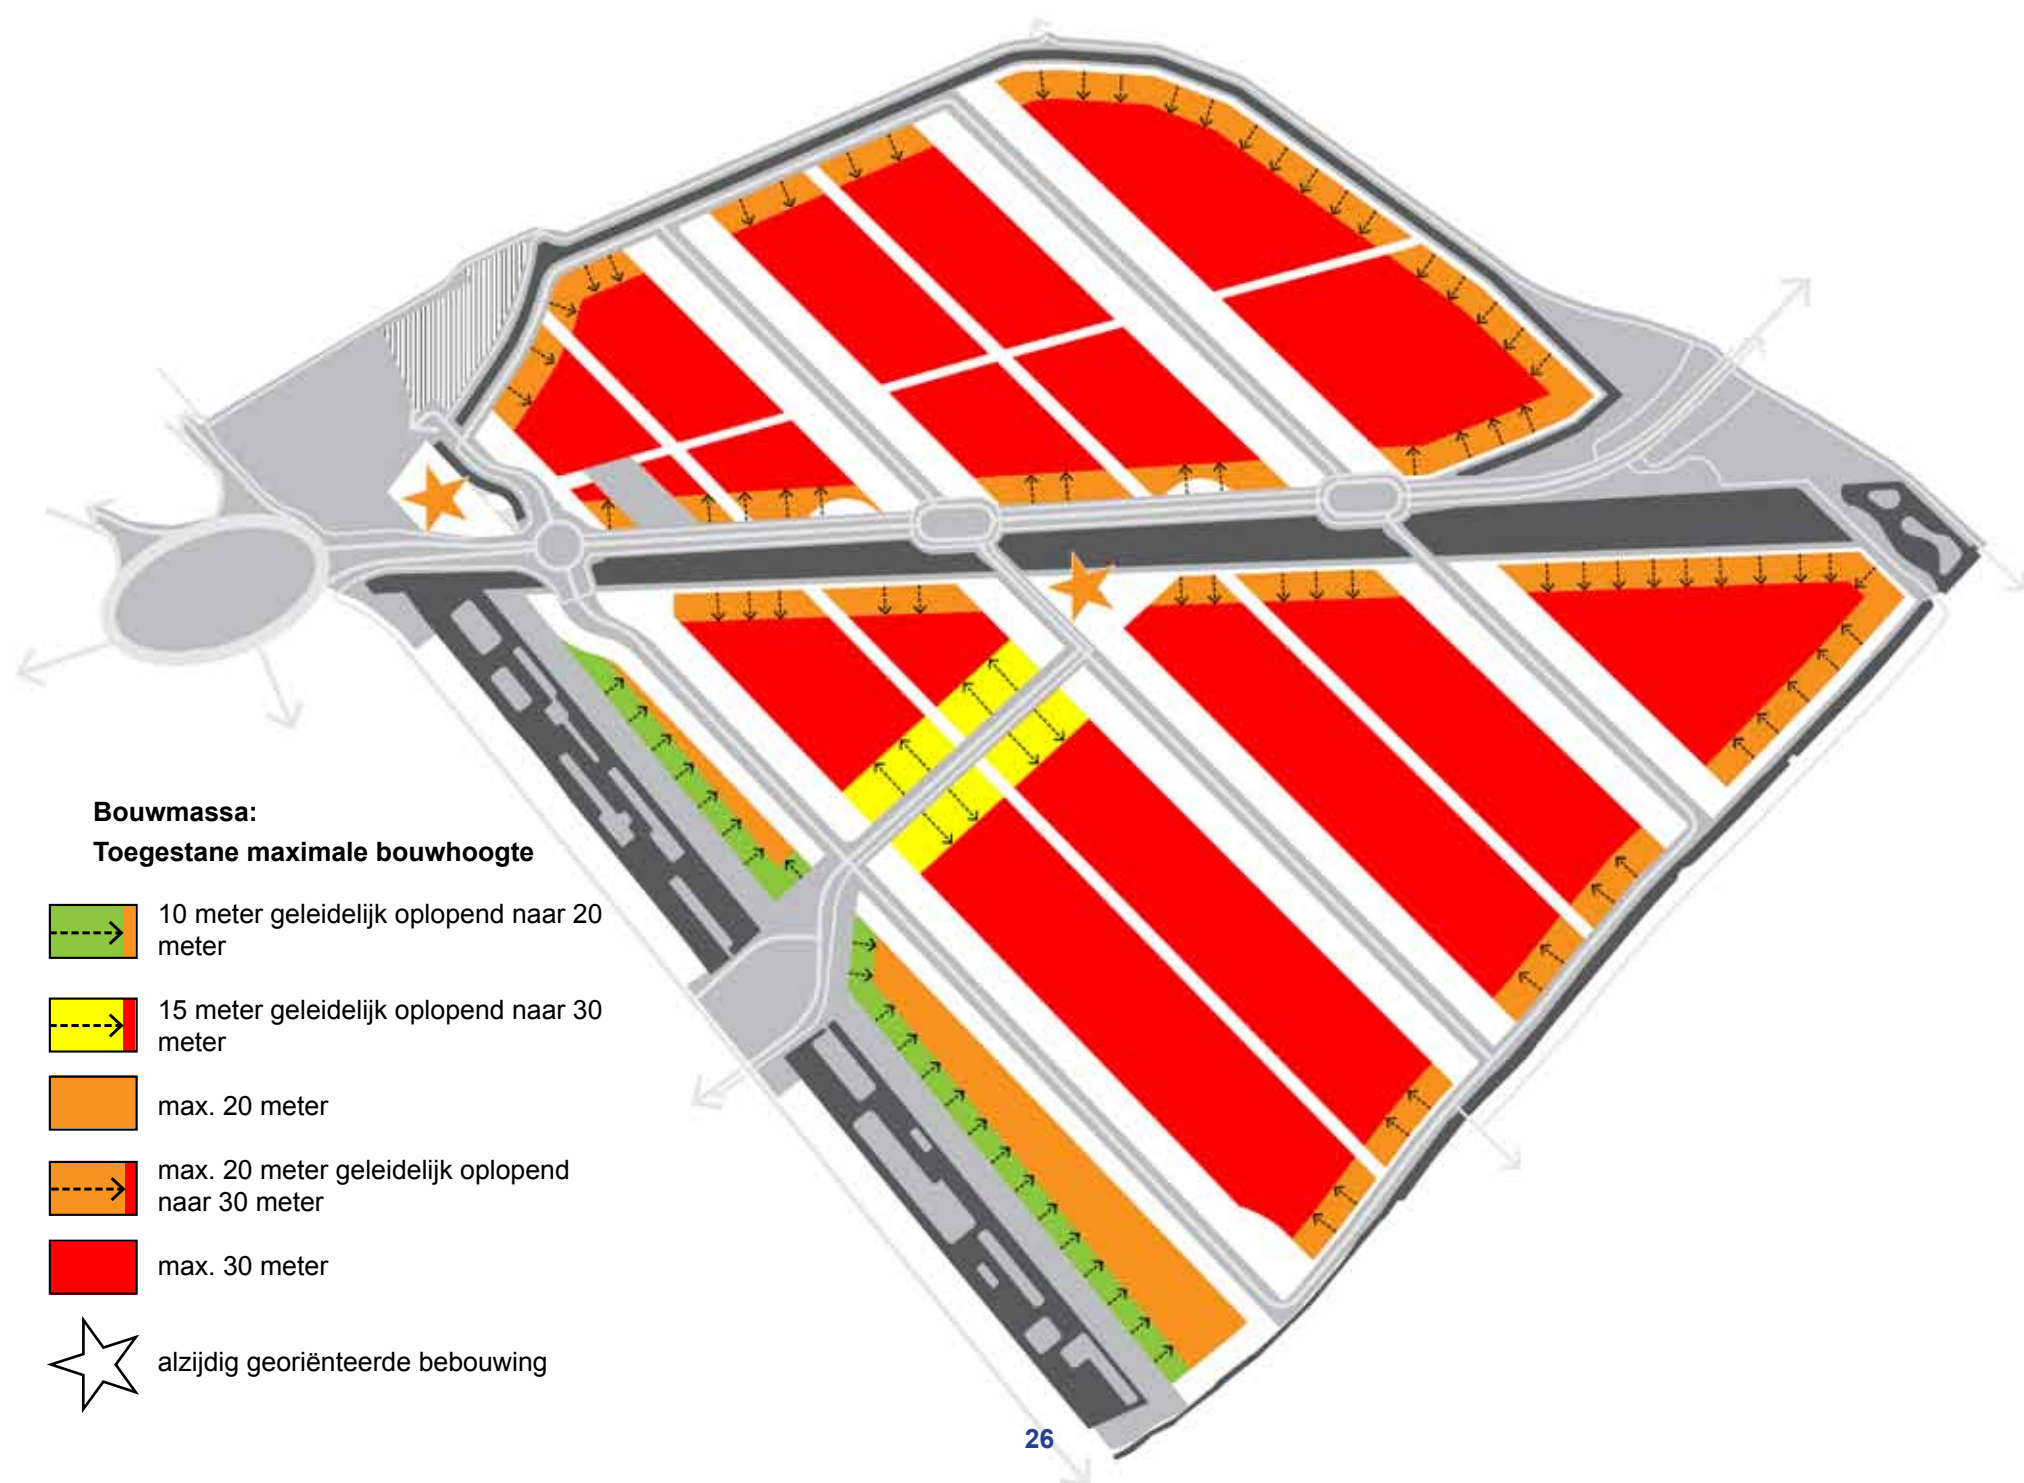 Bouwmassa:
Toegestane maximale bouwhoogte
10 meter geleidelijk oplopend naar 20
meter
15 meter geleidelijk oplopend naar 30
meter
max. 20 meter
max. 20 meter geleidelijk oplopend
naar 30 meter
max. 30 meter
alzijdig georiënteerde bebouwing
26